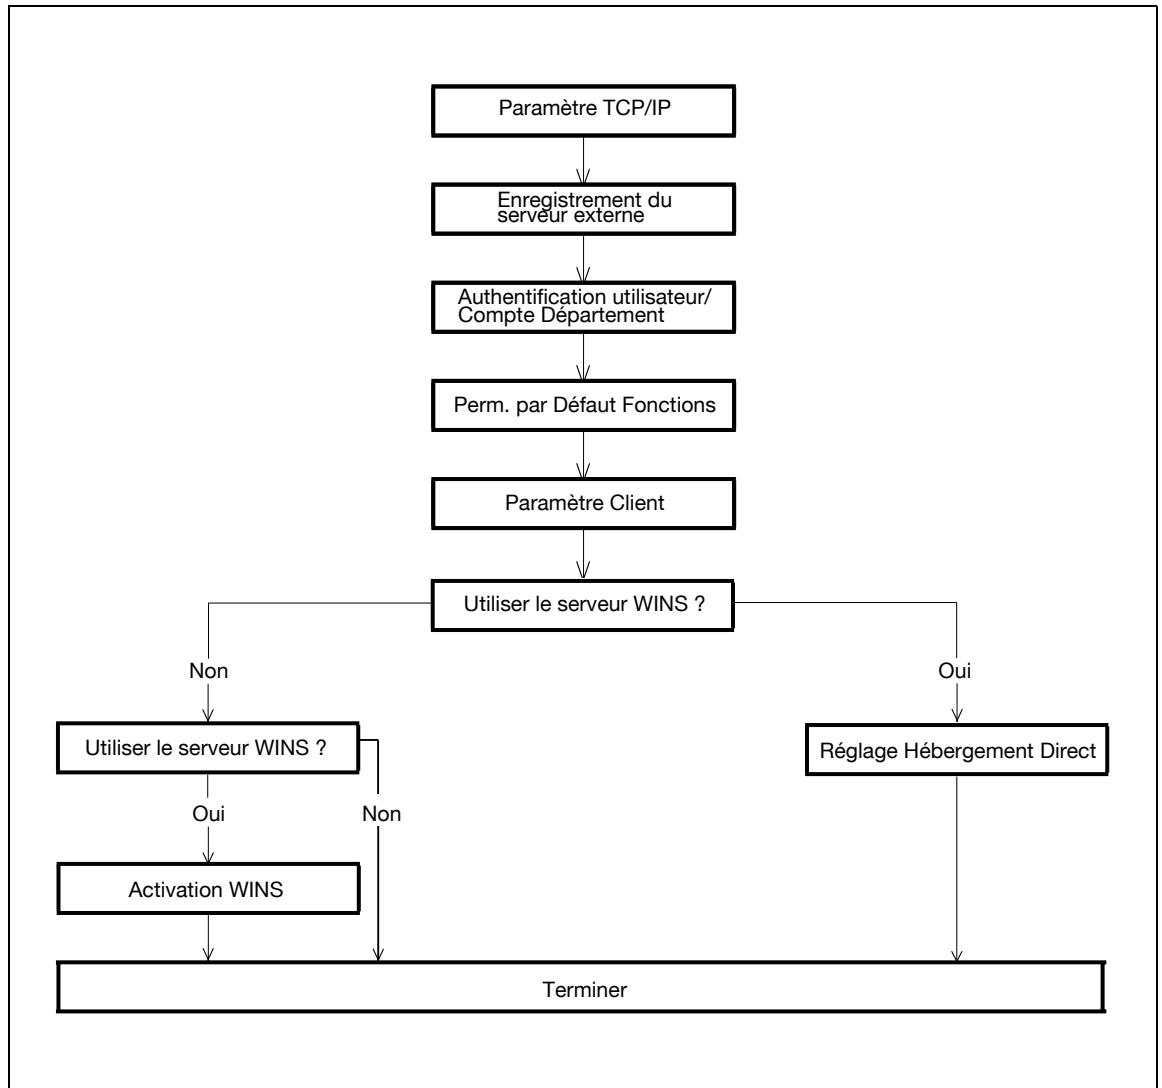 Paramètre TCP/IP
Enregistrement du
serveur externe
Authentification utilisateur/
Compte Département
Perm. par Défaut Fonctions
Paramètre Client
Utiliser le serveur WINS ?
Non
Oui
Utiliser le serveur WINS ?
Réglage Hébergement Direct
Oui
Non
Activation WINS
Terminer